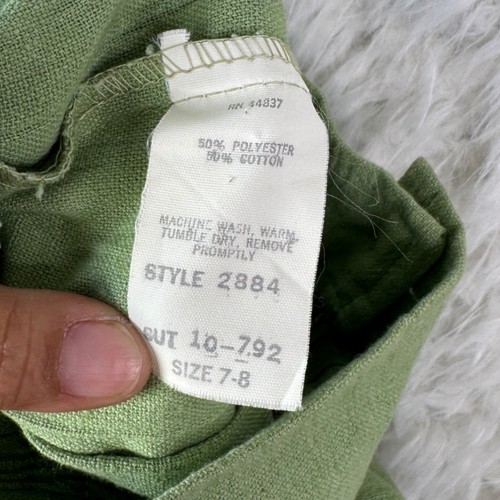 RN 44837
50% POLYESTER
50% COTTON
MACHINE WASH, WARM
TUMBLE DRY, REMOVE
PROMPTLY
STYLE 2884
CUT 10-792
SIZE 7-8